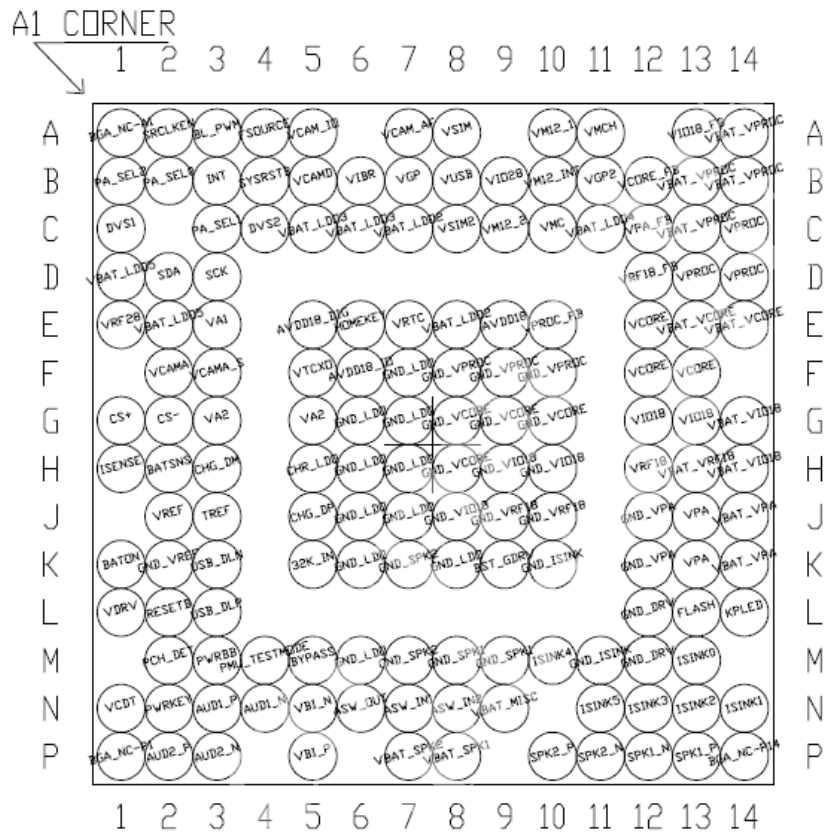 A1 CORNER
1 2 3 4 5 6 7 8 9 10 11 12 13 14
A BGA_NC-A1 SRCLKEN BL_PWM FSOURCE VCAM_IO VCAM_AF VSIM VM12_1 VMCH VIO18_FB VBAT_VPROC A
B PA_SEL2 INT SYSRSTB VCAMD VIBR VGP VUSB VIO28 VM12_INT VGP2 VCORE_FB VBAT_VPROC VBAT_VPROC B
C DVS1 PA_SEL1 DVS2 VBAT_LDO3 VBAT_LDO3 VBAT_LDO2 VSIM2 VM12_2 VMC VBAT_LDO4 VPA_FB VBAT_VPROC VPROC C
D VBAT_LDO5 SDA SCK VRF18_FB VPROC VPROC D
E VRF28 VBAT_LDO5 VA1 AVDD18_DIG HOMEKEY VRTC VBAT_LDO2 AVDD18 VPROC_FB VCORE VBAT_VCORE VBAT_VCORE E
F VCAMA VCAMA_S VTCXO AVDD18_IO GND_LDO GND_VPROC GND_VPROC GND_VPROC VCORE VCORE F
G CS+ CS- VA2 VA2 GND_LDO GND_LDO GND_VCORE GND_VCORE GND_VCORE VIO18 VIO18 VBAT_VIO18 G
H ISENSE BATSNS CHG_DM CHR_LDO GND_LDO GND_LDO GND_VCORE GND_VIO18 GND_VIO18 VRF18 VBAT_VRF18 VBAT_VIO18 H
J VREF TREF CHG_DP GND_LDO GND_LDO GND_VIO18 GND_VRF18 GND_VRF18 GND_VPA VPA VBAT_VPA J
K BATON GND_VREF USB_DLN 32K_IN GND_LDO GND_SPK2 GND_LDO BST_GDRV GND_ISINK GND_VPA VPA VBAT_VPA K
L VDRV RESETB USB_DLP GND_DRV FLASH KPLED L
M PCH_DET PWRBB PMU_TESTMODE BYPASS GND_LDO GND_SPK2 GND_SPK1 GND_SPK1 ISINK4 GND_ISINK GND_DRV ISINK0 M
N VCDT PWRKEY AUD1_P AUD1_N VBI_N ASW_OUT ASW_IN1 ASW_IN2 VBAT_MISC ISINK5 ISINK3 ISINK2 ISINK1 N
P BGA_NC-P1 AUD2_P AUD2_N VBI_P VBAT_SPK2 VBAT_SPK1 SPK2_P SPK2_N SPK1_N SPK1_P BGA_NC-P14 P
1 2 3 4 5 6 7 8 9 10 11 12 13 14